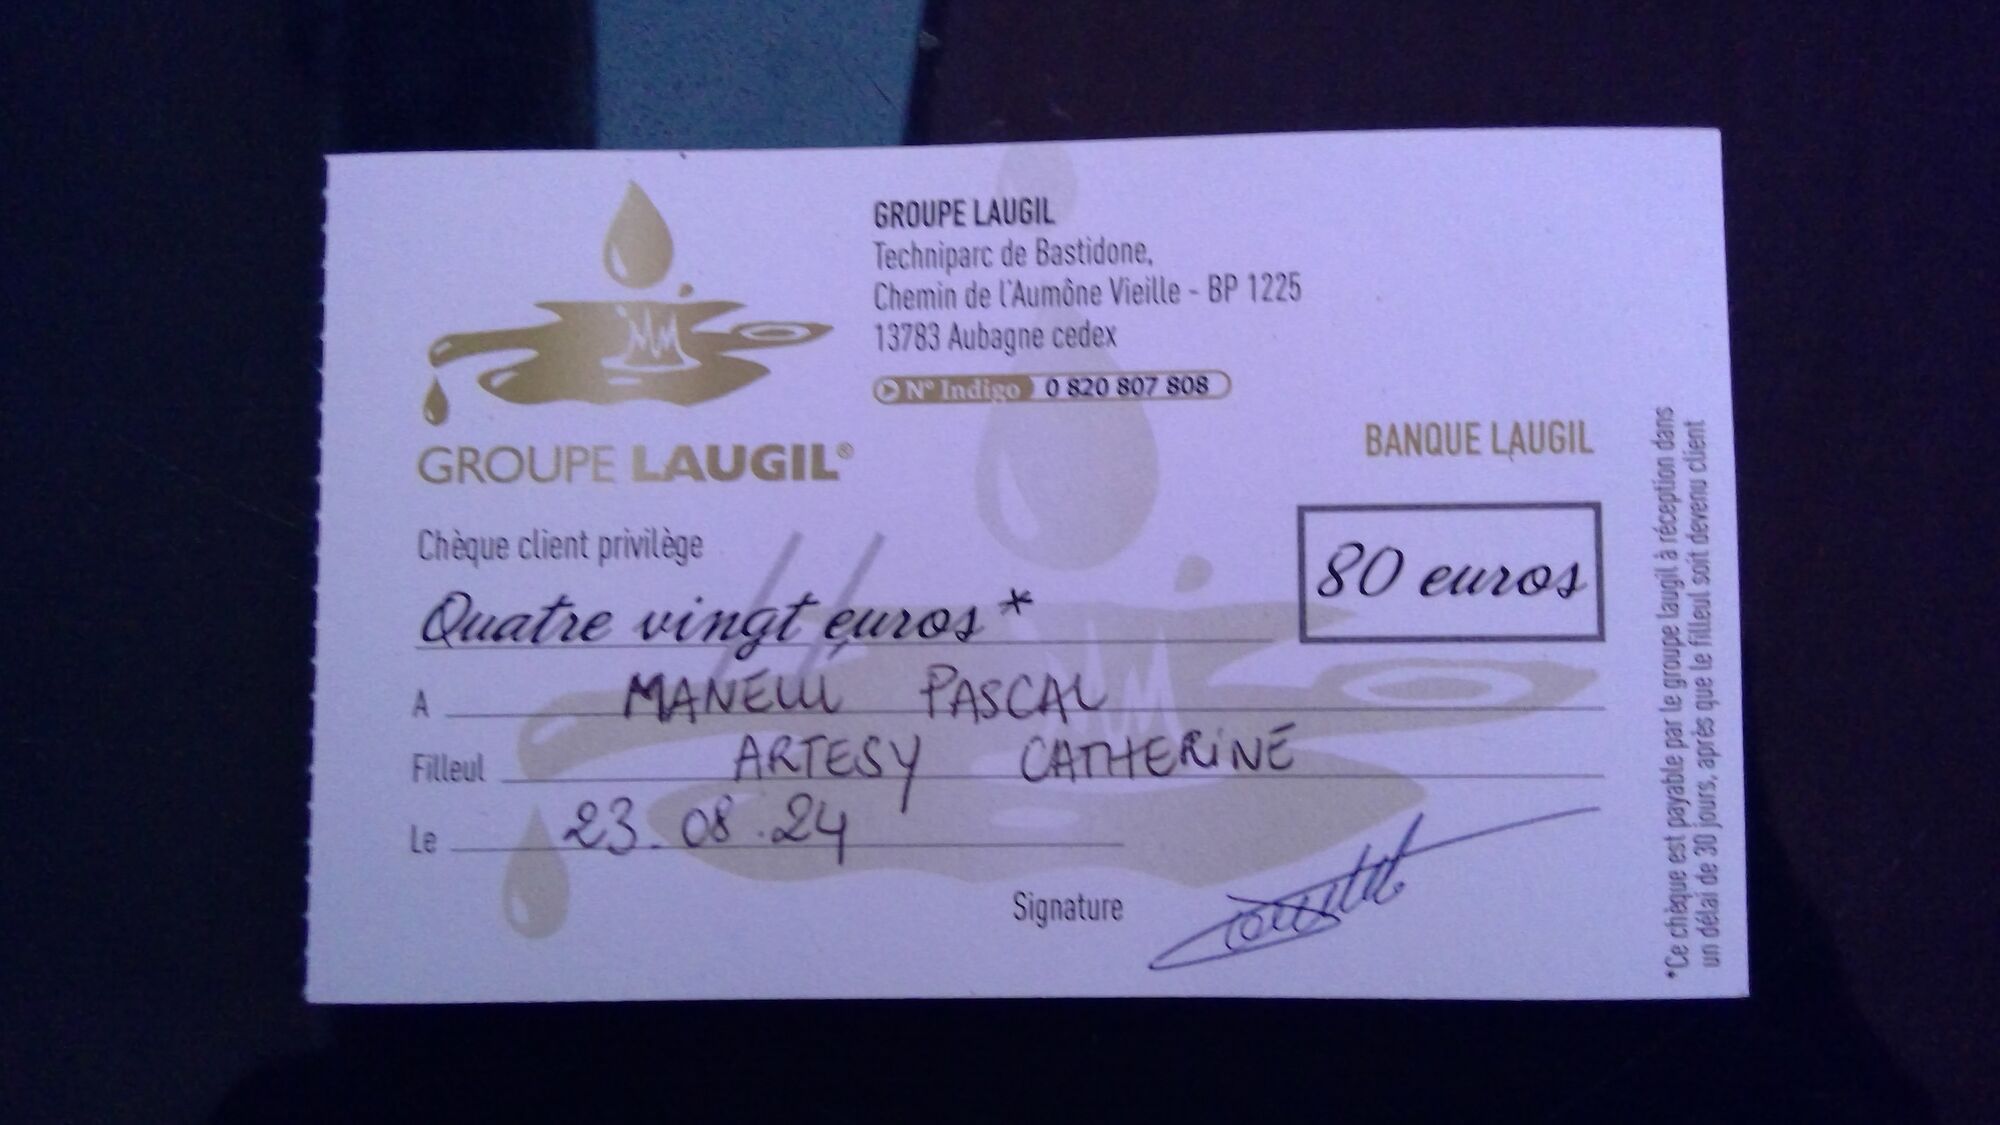 GROUPE LAUGIL
Techniparc de Bastidone,
Chemin de l'Aumône Vieille - BP 1225
13783 Aubagne cedex
N° Indigo 0 820 807 808
GROUPE LAUGIL®
BANQUE LAUGIL
Chèque client privilège
80 euros
Quatre vingt euros *
A PASCAL
Filleul ARTESY CATHERINE
Le 23.08.24
Signature
*Ce chèque est payable par le groupe laugil à réception dans
un délai de 30 jours, après que le filleul soit devenu client